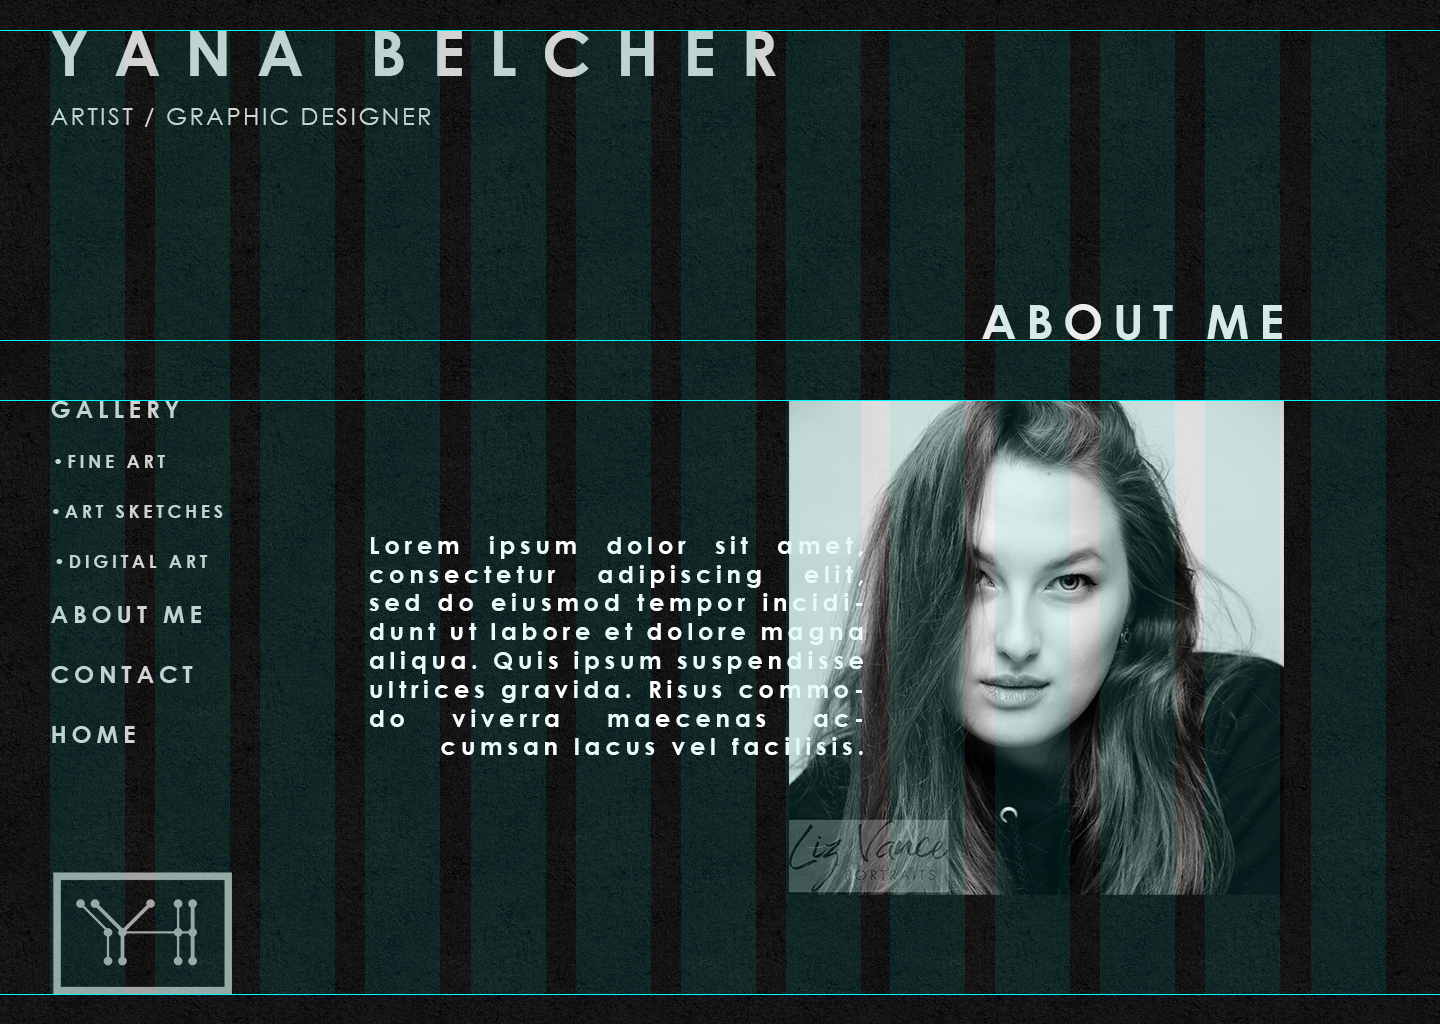 YANA BELCHER
ARTIST / GRAPHIC DESIGNER
ABOUT ME
GALLERY
•FINE ART
•ART SKETCHES
•DIGITAL ART
ABOUT ME
CONTACT
HOME
Lorem ipsum dolor sit amet,
consectetur adipiscing elit,
sed do eiusmod tempor incidi-
dunt ut labore et dolore magna
aliqua. Quis ipsum suspendisse
ultrices gravida. Risus commo-
do viverra maecenas ac-
cumsan lacus vel facilisis.
Liz Vance
PORTRAITS
YH